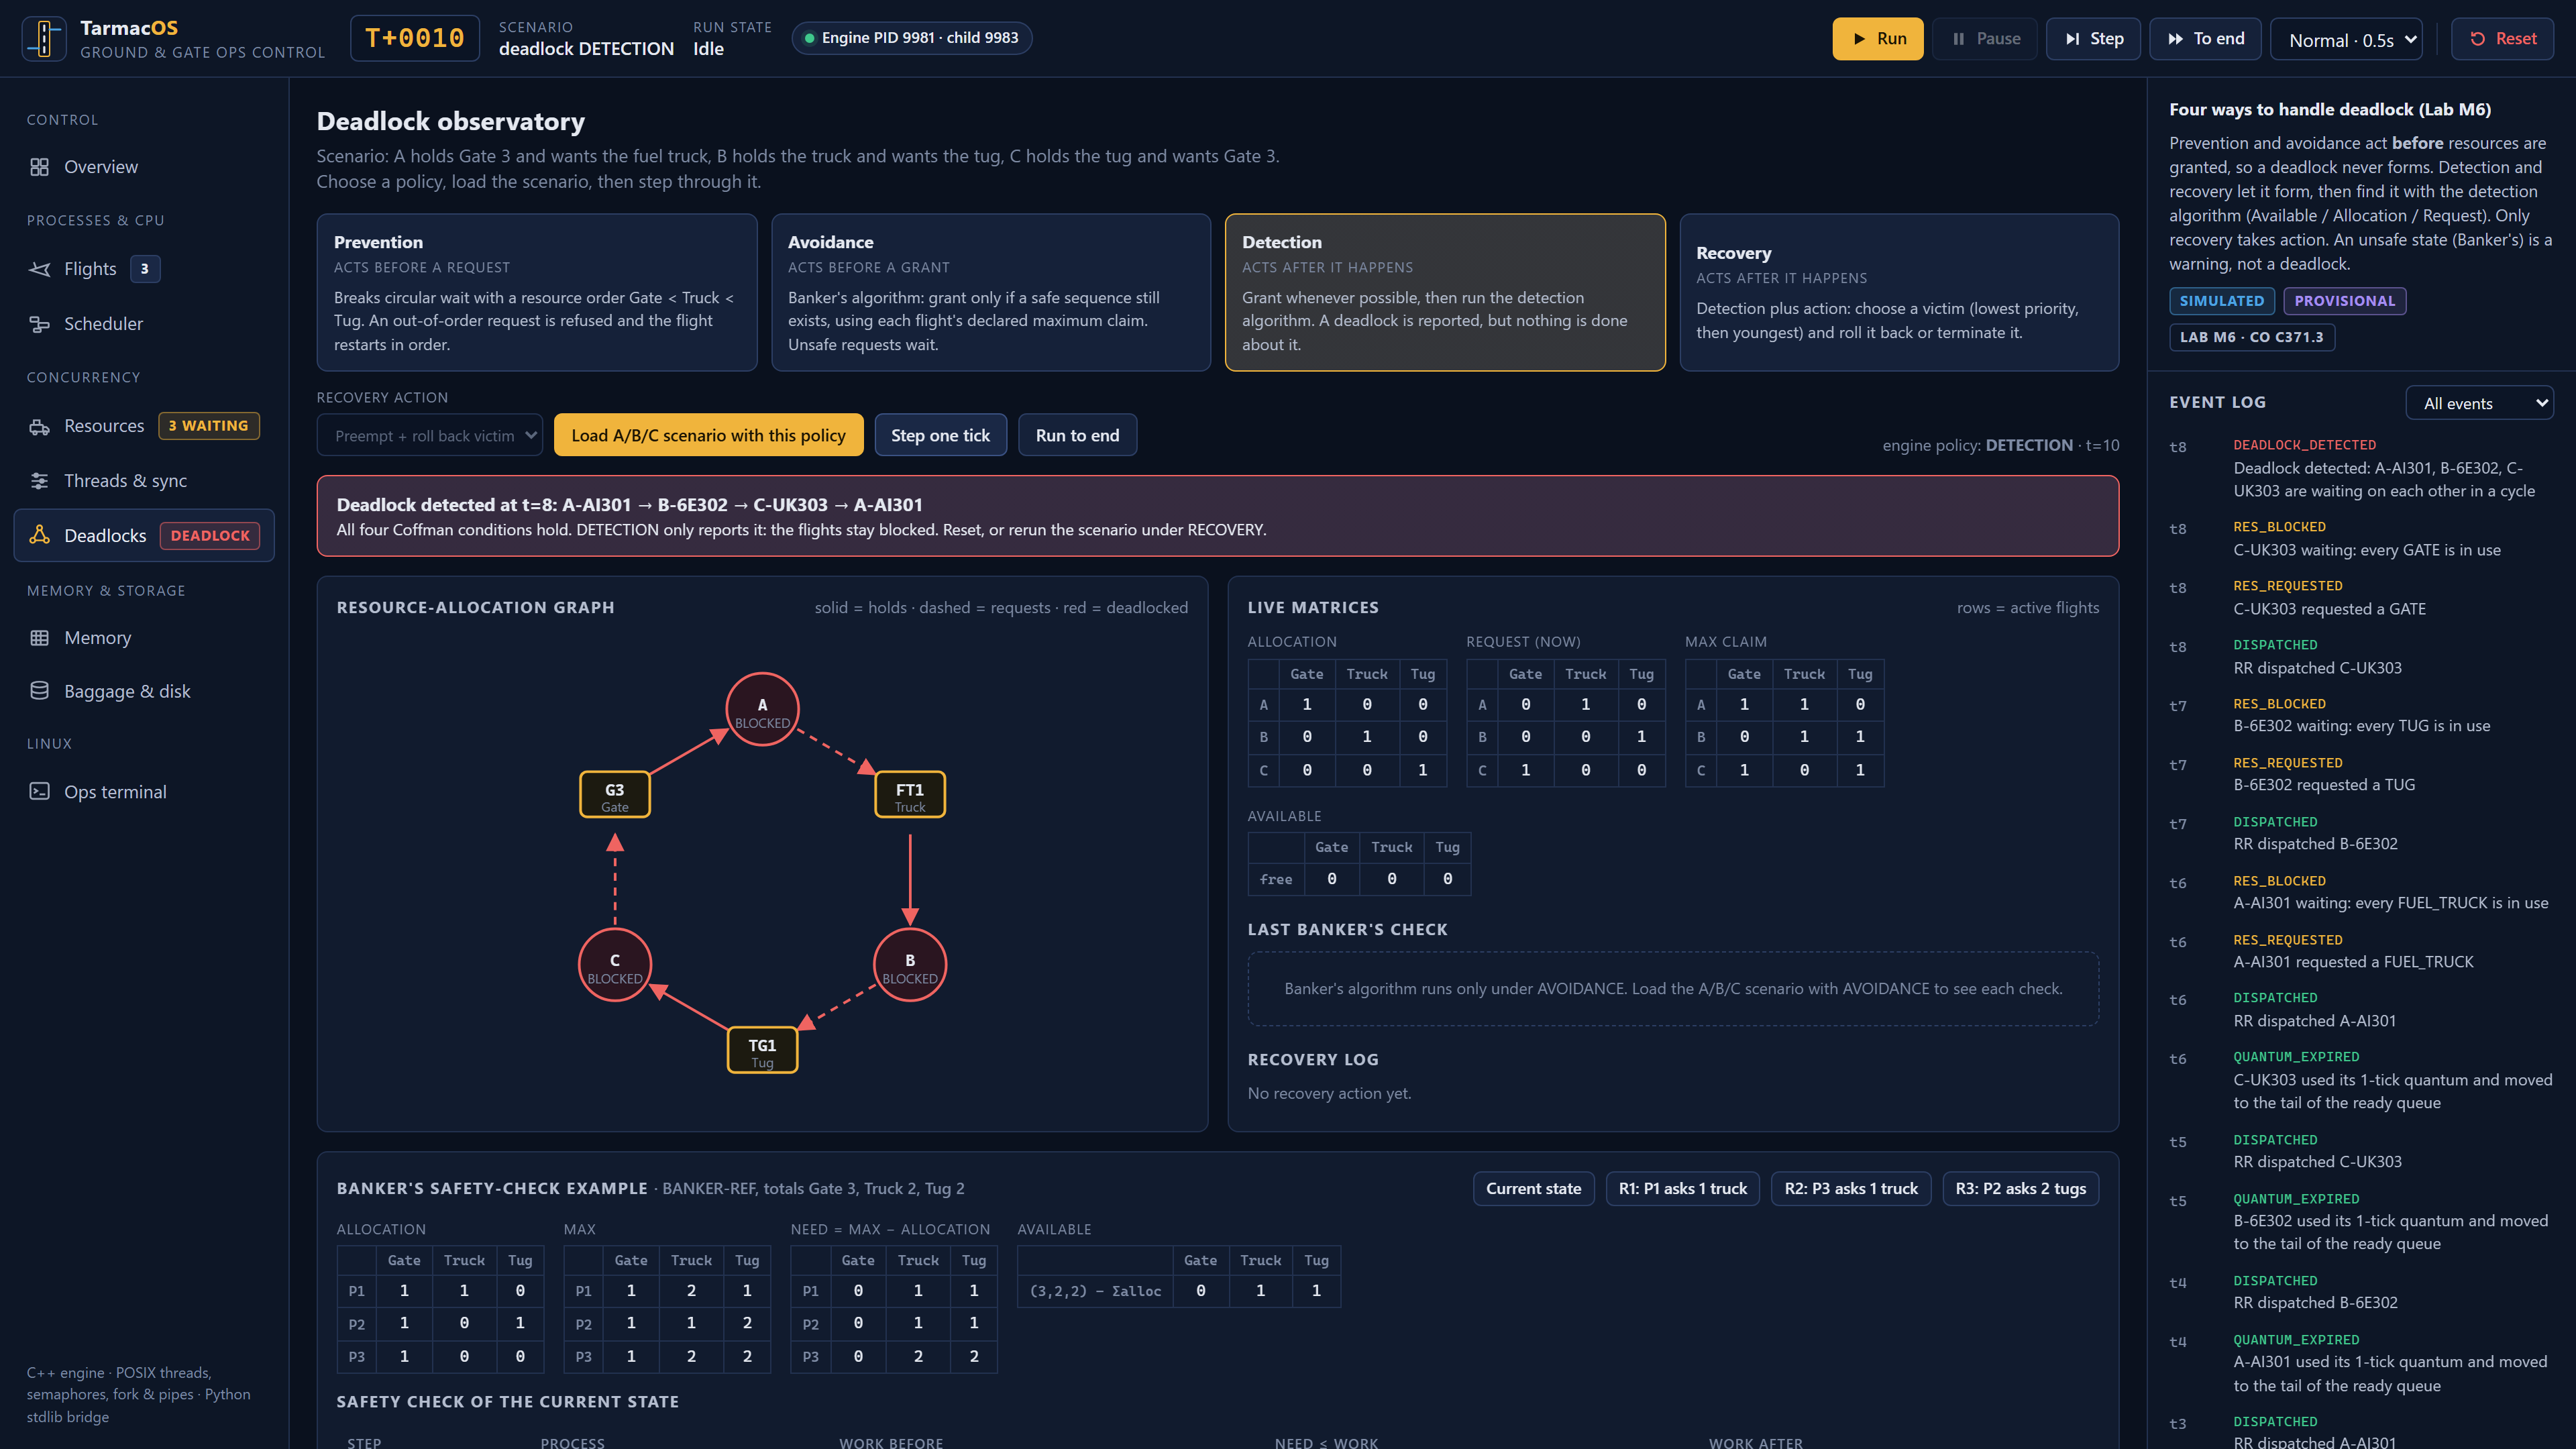 TarmacOS
GROUND & GATE OPS CONTROL
T+0010
SCENARIO
deadlock DETECTION
RUN STATE
Idle
Engine PID 9981 · child 9983
Run
Pause
Step
To end
Normal · 0.5s
Reset
CONTROL
Overview
PROCESSES & CPU
Flights 3
Scheduler
CONCURRENCY
Resources 3 WAITING
Threads & sync
Deadlocks DEADLOCK
MEMORY & STORAGE
Memory
Baggage & disk
LINUX
Ops terminal
C++ engine · POSIX threads,
semaphores, fork & pipes · Python
stdlib bridge
Deadlock observatory
Scenario: A holds Gate 3 and wants the fuel truck, B holds the truck and wants the tug, C holds the tug and wants Gate 3.
Choose a policy, load the scenario, then step through it.
Prevention
ACTS BEFORE A REQUEST
Breaks circular wait with a resource order Gate < Truck <
Tug. An out-of-order request is refused and the flight
restarts in order.
Avoidance
ACTS BEFORE A GRANT
Banker's algorithm: grant only if a safe sequence still
exists, using each flight's declared maximum claim.
Unsafe requests wait.
Detection
ACTS AFTER IT HAPPENS
Grant whenever possible, then run the detection
algorithm. A deadlock is reported, but nothing is done
about it.
Recovery
ACTS AFTER IT HAPPENS
Detection plus action: choose a victim (lowest priority,
then youngest) and roll it back or terminate it.
RECOVERY ACTION
Preempt + roll back victim
Load A/B/C scenario with this policy
Step one tick
Run to end
engine policy: DETECTION · t=10
Deadlock detected at t=8: A-AI301 → B-6E302 → C-UK303 → A-AI301
All four Coffman conditions hold. DETECTION only reports it: the flights stay blocked. Reset, or rerun the scenario under RECOVERY.
RESOURCE-ALLOCATION GRAPH
solid = holds · dashed = requests · red = deadlocked
A
BLOCKED
G3
Gate
FT1
Truck
C
BLOCKED
B
BLOCKED
TG1
Tug
LIVE MATRICES
rows = active flights
ALLOCATION
Gate Truck Tug
A 1 0 0
B 0 1 0
C 0 0 1
REQUEST (NOW)
Gate Truck Tug
A 0 1 0
B 0 0 1
C 1 0 0
MAX CLAIM
Gate Truck Tug
A 1 1 0
B 0 1 1
C 1 0 1
AVAILABLE
Gate Truck Tug
free 0 0 0
LAST BANKER'S CHECK
Banker's algorithm runs only under AVOIDANCE. Load the A/B/C scenario with AVOIDANCE to see each check.
RECOVERY LOG
No recovery action yet.
BANKER'S SAFETY-CHECK EXAMPLE · BANKER-REF, totals Gate 3, Truck 2, Tug 2
Current state
R1: P1 asks 1 truck
R2: P3 asks 1 truck
R3: P2 asks 2 tugs
ALLOCATION
Gate Truck Tug
P1 1 1 0
P2 1 0 1
P3 1 0 0
MAX
Gate Truck Tug
P1 1 2 1
P2 1 1 2
P3 1 2 2
NEED = MAX − ALLOCATION
Gate Truck Tug
P1 0 1 1
P2 0 1 1
P3 0 2 2
AVAILABLE
Gate Truck Tug
(3,2,2) − Σalloc 0 1 1
SAFETY CHECK OF THE CURRENT STATE
STEP PROCESS WORK BEFORE NEED ≤ WORK WORK AFTER
Four ways to handle deadlock (Lab M6)
Prevention and avoidance act before resources are
granted, so a deadlock never forms. Detection and
recovery let it form, then find it with the detection
algorithm (Available / Allocation / Request). Only
recovery takes action. An unsafe state (Banker's) is a
warning, not a deadlock.
SIMULATED
PROVISIONAL
LAB M6 · CO C371.3
EVENT LOG
All events
t8 DEADLOCK_DETECTED
Deadlock detected: A-AI301, B-6E302, C-
UK303 are waiting on each other in a cycle
t8 RES_BLOCKED
C-UK303 waiting: every GATE is in use
t8 RES_REQUESTED
C-UK303 requested a GATE
t8 DISPATCHED
RR dispatched C-UK303
t7 RES_BLOCKED
B-6E302 waiting: every TUG is in use
t7 RES_REQUESTED
B-6E302 requested a TUG
t7 DISPATCHED
RR dispatched B-6E302
t6 RES_BLOCKED
A-AI301 waiting: every FUEL_TRUCK is in use
t6 RES_REQUESTED
A-AI301 requested a FUEL_TRUCK
t6 DISPATCHED
RR dispatched A-AI301
t6 QUANTUM_EXPIRED
C-UK303 used its 1-tick quantum and moved
to the tail of the ready queue
t5 DISPATCHED
RR dispatched C-UK303
t5 QUANTUM_EXPIRED
B-6E302 used its 1-tick quantum and moved
to the tail of the ready queue
t4 DISPATCHED
RR dispatched B-6E302
t4 QUANTUM_EXPIRED
A-AI301 used its 1-tick quantum and moved
to the tail of the ready queue
t3 DISPATCHED
RR dispatched A-AI301